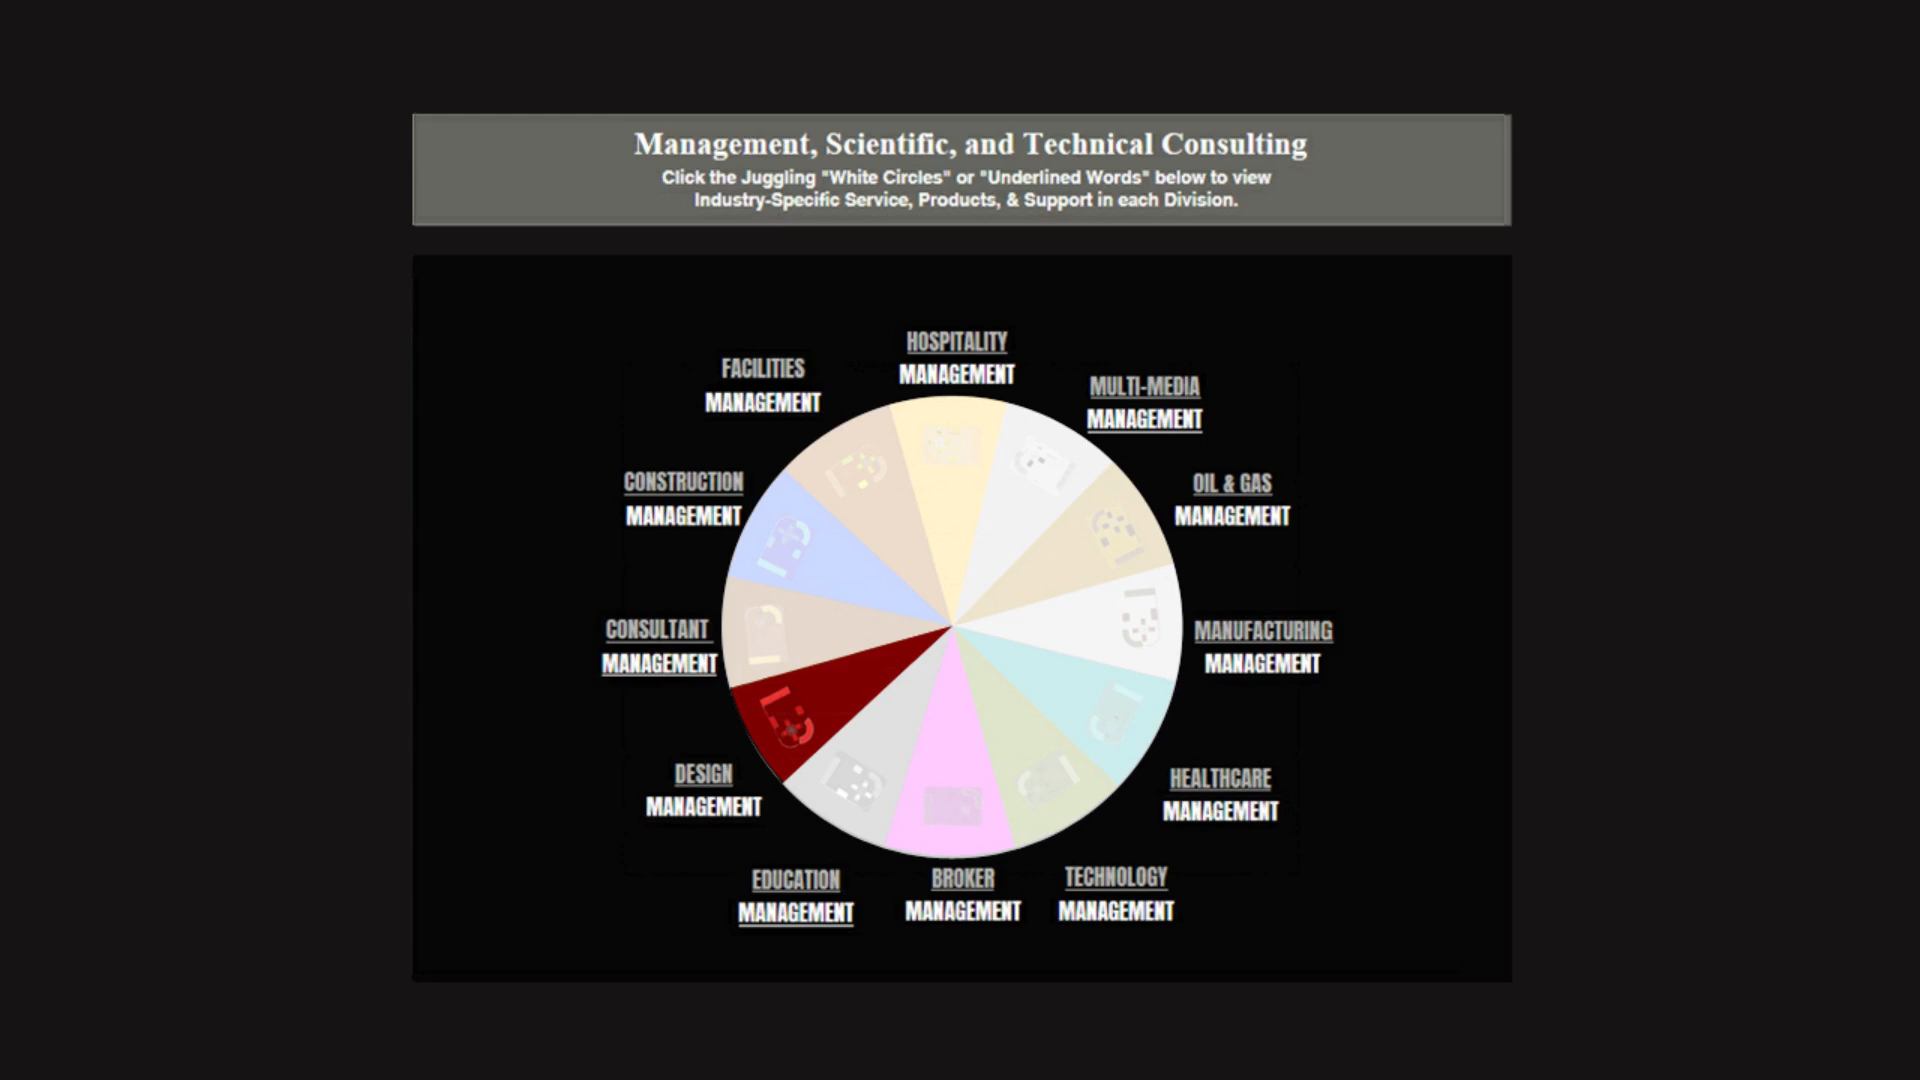 Management, Scientific, and Technical Consulting
Click the Juggling "White Circles" or "Underlined Words" below to view
Industry-Specific Service, Products, & Support in each Division.
HOSPITALITY
MANAGEMENT
FACILITIES
MANAGEMENT
MULTI-MEDIA
MANAGEMENT
CONSTRUCTION
MANAGEMENT
OIL & GAS
MANAGEMENT
CONSULTANT
MANAGEMENT
MANUFACTURING
MANAGEMENT
DESIGN
MANAGEMENT
HEALTHCARE
MANAGEMENT
EDUCATION
MANAGEMENT
BROKER
MANAGEMENT
TECHNOLOGY
MANAGEMENT